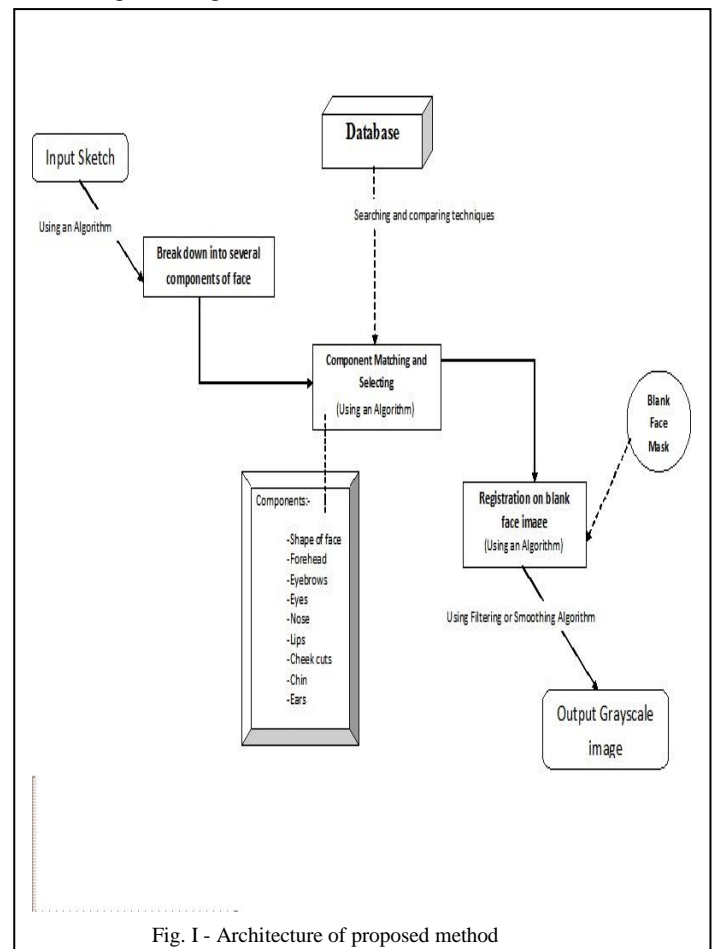 Database
Input Sketch
Searching and comparing techniques
Using an Algorithm
Break down into several
components of face
Component Matching and
Selecting
(Using an Algorithm)
Blank
Face
Mask
Components:-
-Shape of face
-Forehead
-Eyebrows
-Eyes
-Nose
-Lips
-Cheek cuts
-Chin
-Ears
Registration on blank
face image
(Using an Algorithm)
Using Filtering or Smoothing Algorithm
Output Grayscale
image
Fig. I - Architecture of proposed method